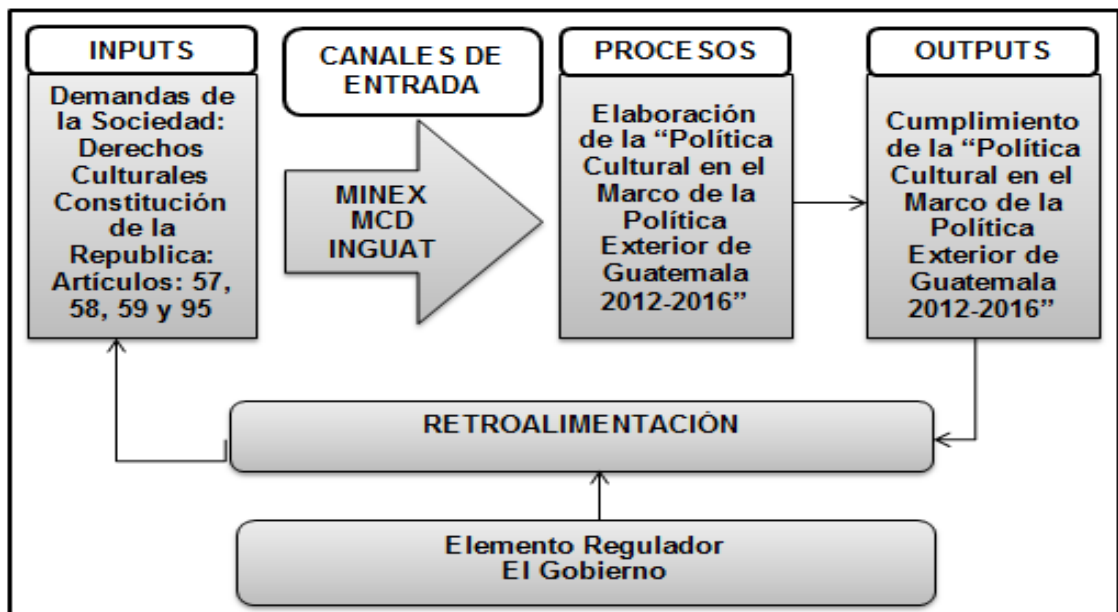 INPUTS
Demandas de
la Sociedad:
Derechos
Culturales
Constitución
de la
Republica:
Artículos: 57,
58, 59 y 95
CANALES DE
ENTRADA
MINEX
MCD
INGUAT
PROCESOS
Elaboración
de la “Política
Cultural en el
Marco de la
Política
Exterior de
Guatemala
2012-2016”
OUTPUTS
Cumplimiento
de la “Política
Cultural en el
Marco de la
Política
Exterior de
Guatemala
2012-2016”
RETROALIMENTACIÓN
Elemento Regulador
El Gobierno